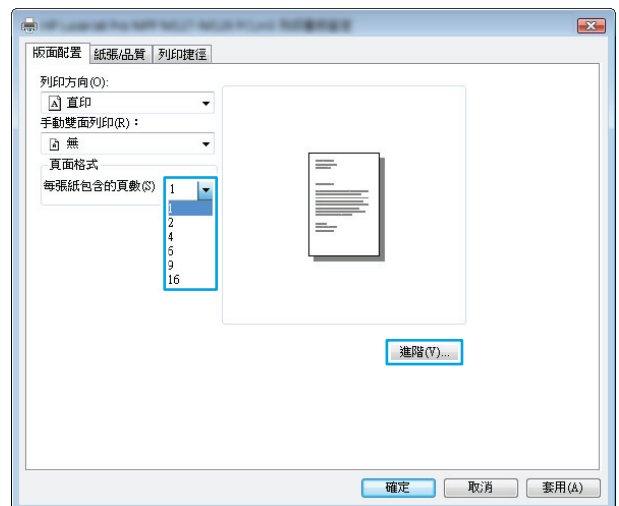 版面配置 紙張/品質 列印捷徑
列印方向(O):
直印
手動雙面列印(R)：
無
頁面格式
每張紙包含的頁數(S) 1
1
2
4
6
9
16
進階(V)...
確定 取消 套用(A)